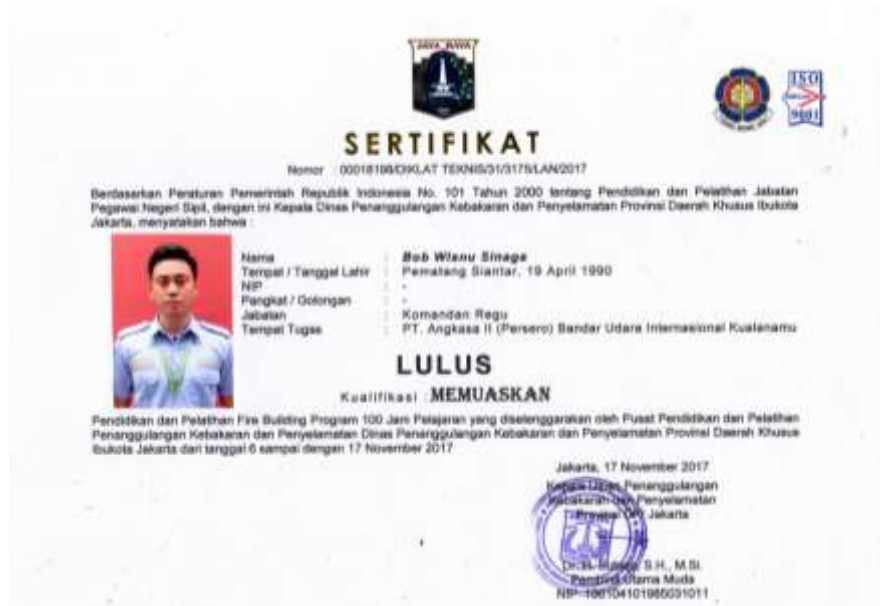 JAYA RAYA
ISO
9001
SERTIFIKAT
Nomor : 00018198/DIKLAT TEKNIS/31/3175/LAN/2017
Berdasarkan Peraturan Pemerintah Republik Indonesia No. 101 Tahun 2000 tentang Pendidikan dan Pelatihan Jabatan
Pegawai Negeri Sipil, dengan ini Kepala Dinas Penanggulangan Kebakaran dan Penyelamatan Provinsi Daerah Khusus Ibukota
Jakarta, menyatakan bahwa :
Nama : Bob Wisnu Sinaga
Tempat / Tanggal Lahir : Pematang Siantar, 19 April 1990
NIP : -
Pangkat / Golongan : -
Jabatan : Komandan Regu
Tempat Tugas : PT. Angkasa II (Persero) Bandar Udara Internasional Kualanamu
LULUS
Kualifikasi : MEMUASKAN
Pendidikan dan Pelatihan Fire Building Program 100 Jam Pelajaran yang diselenggarakan oleh Pusat Pendidikan dan Pelatihan
Penanggulangan Kebakaran dan Penyelamatan Dinas Penanggulangan Kebakaran dan Penyelamatan Provinsi Daerah Khusus
Ibukota Jakarta dari tanggal 6 sampai dengan 17 November 2017
Jakarta, 17 November 2017
Kepala Dinas Penanggulangan
Kebakaran dan Penyelamatan
Provinsi DKI Jakarta
S.H., M.Si.
Pembina Utama Muda
NIP